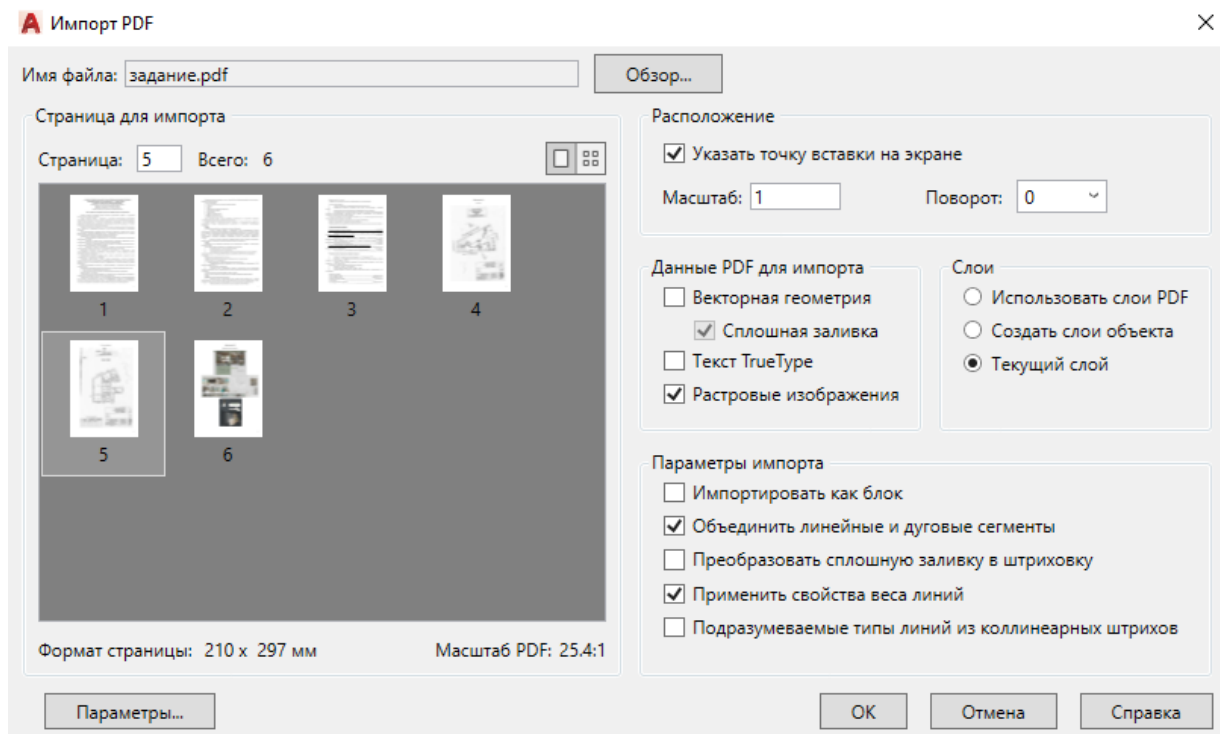 Импорт PDF
Имя файла: задание.pdf Обзор...
Страница для импорта
Страница: 5 Всего: 6
1 2 3 4
5 6
Формат страницы: 210 x 297 мм Масштаб PDF: 25.4:1
Расположение
Указать точку вставки на экране
Масштаб: 1 Поворот: 0
Данные PDF для импорта
Векторная геометрия
Сплошная заливка
Текст TrueType
Растровые изображения
Слои
Использовать слои PDF
Создать слои объекта
Текущий слой
Параметры импорта
Импортировать как блок
Объединить линейные и дуговые сегменты
Преобразовать сплошную заливку в штриховку
Применить свойства веса линий
Подразумеваемые типы линий из коллинеарных штрихов
Параметры... OK Отмена Справка